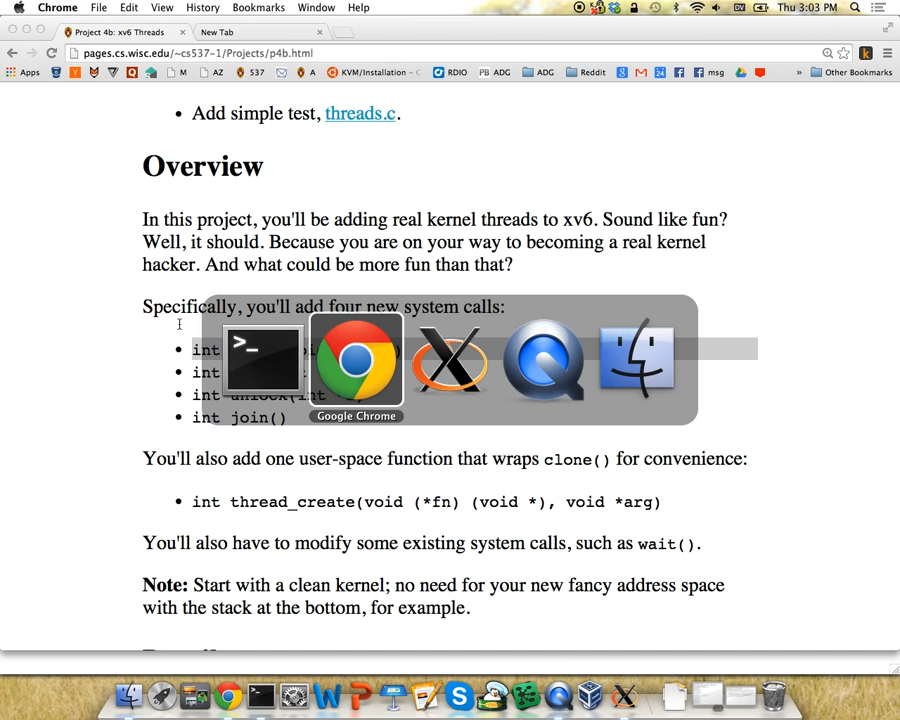 Chrome File Edit View History Bookmarks Window Help Thu 3:03 PM
Project 4b: xv6 Threads New Tab
pages.cs.wisc.edu/~cs537-1/Projects/p4b.html
Apps M AZ 537 A KVM/Installation - C RDIO PB ADG ADG Reddit 24 msg » Other Bookmarks
• Add simple test, threads.c.
Overview
In this project, you'll be adding real kernel threads to xv6. Sound like fun?
Well, it should. Because you are on your way to becoming a real kernel
hacker. And what could be more fun than that?
Specifically, you'll add four new system calls:
• int
• int
• int unlock(int
• int join()
Google Chrome
You'll also add one user-space function that wraps clone() for convenience:
• int thread_create(void (*fn) (void *), void *arg)
You'll also have to modify some existing system calls, such as wait().
Note: Start with a clean kernel; no need for your new fancy address space
with the stack at the bottom, for example.